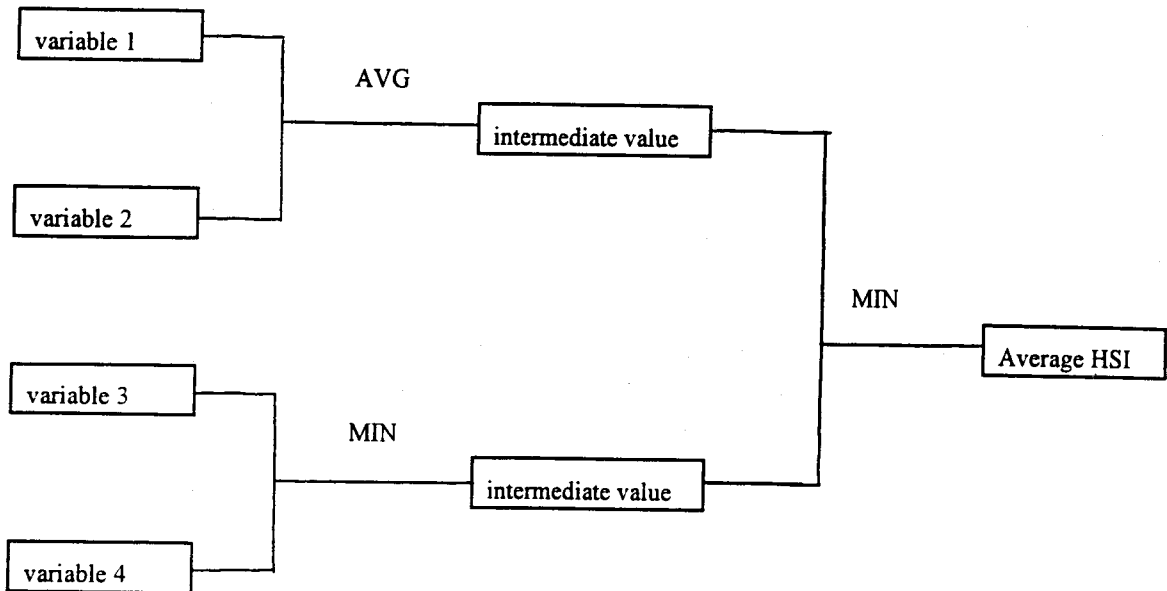 variable 1
AVG
intermediate value
variable 2
MIN
Average HSI
variable 3
MIN
intermediate value
variable 4